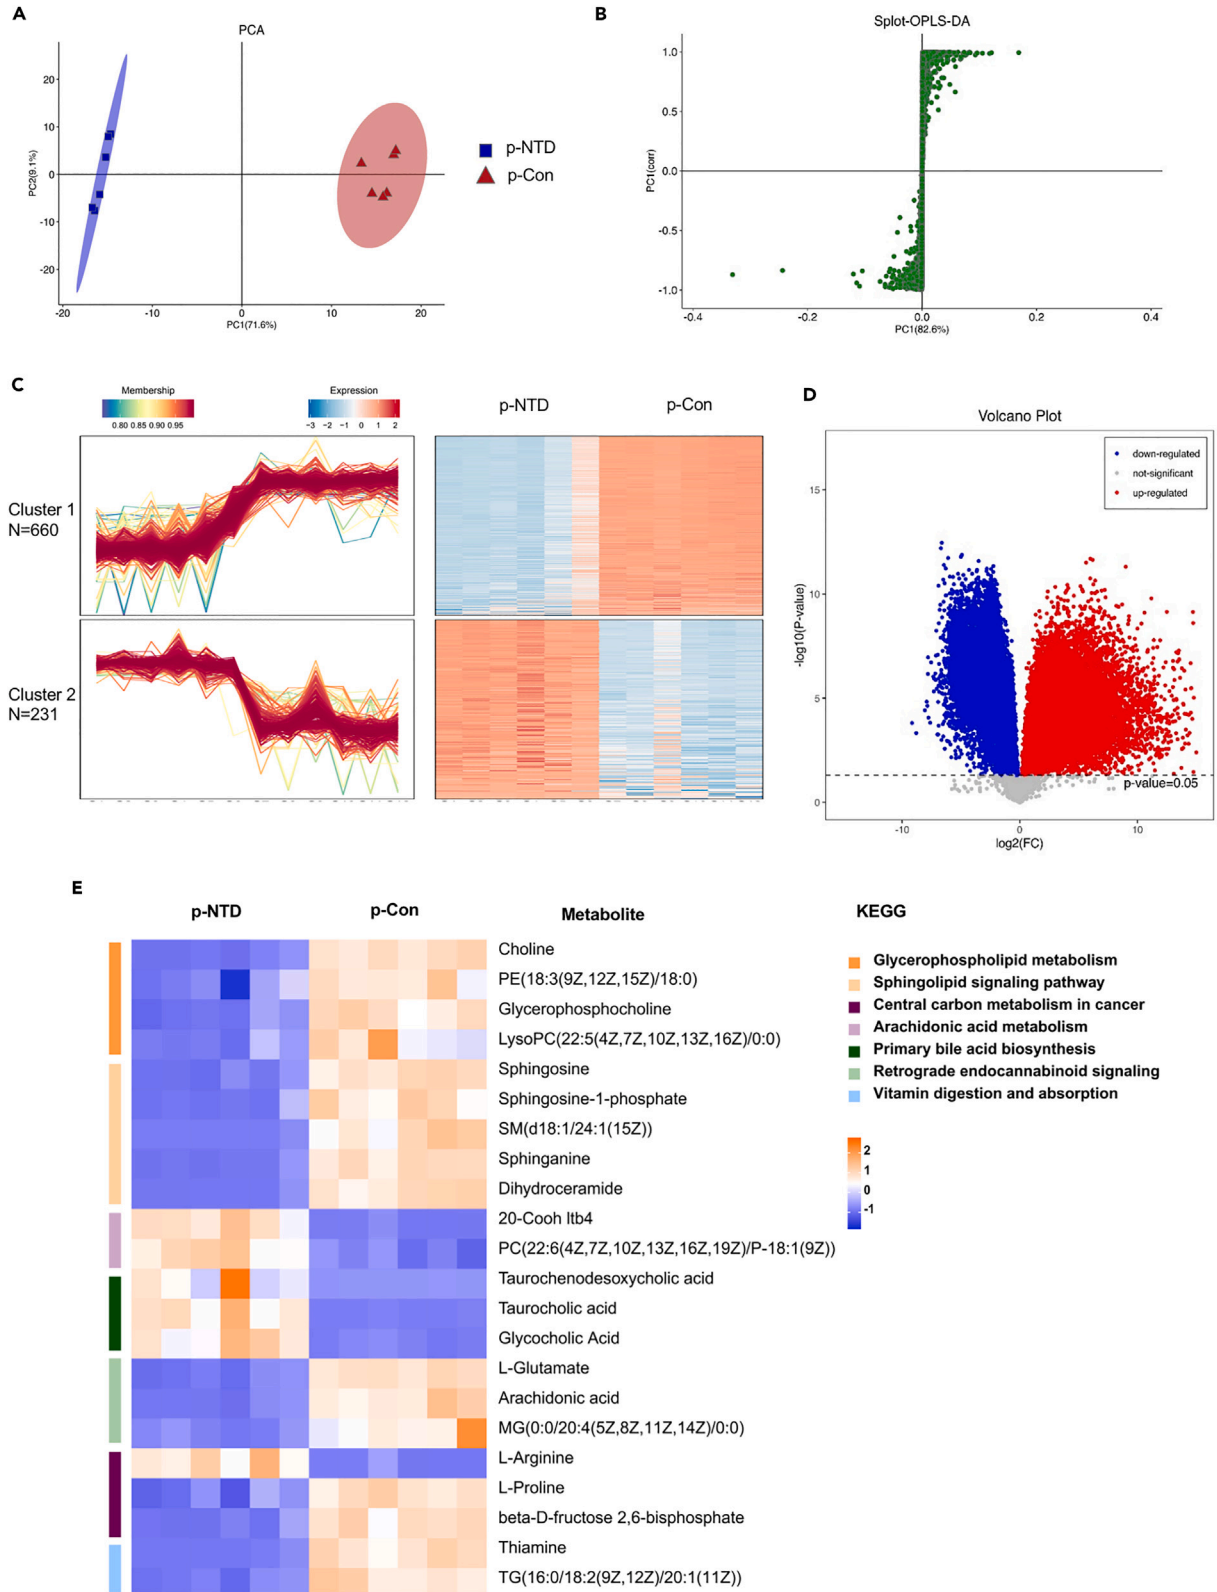 A
PCA
20
10
0
-10
-20
PC2(9.1%)
-20
-10
0
10
20
PC1(71.6%)
p-NTD
p-Con
B
Splot-OPLS-DA
1.0
0.5
0.0
-0.5
-1.0
PC1(corr)
-0.4
-0.2
0.0
0.2
0.4
PC1(82.6%)
C
Membership
0.80 0.85 0.90 0.95
Expression
-3 -2 -1 0 1 2
p-NTD
p-Con
Cluster 1
N=660
Cluster 2
N=231
D
Volcano Plot
down-regulated
not-significant
up-regulated
15
10
5
0
-log10(P-value)
p-value=0.05
-10
0
10
log2(FC)
E
p-NTD
p-Con
Metabolite
KEGG
Choline
PE(18:3(9Z,12Z,15Z)/18:0)
Glycerophosphocholine
LysoPC(22:5(4Z,7Z,10Z,13Z,16Z)/0:0)
Sphingosine
Sphingosine-1-phosphate
SM(d18:1/24:1(15Z))
Sphinganine
Dihydroceramide
20-Cooh ltb4
PC(22:6(4Z,7Z,10Z,13Z,16Z,19Z)/P-18:1(9Z))
Taurochenodesoxycholic acid
Taurocholic acid
Glycocholic Acid
L-Glutamate
Arachidonic acid
MG(0:0/20:4(5Z,8Z,11Z,14Z)/0:0)
L-Arginine
L-Proline
beta-D-fructose 2,6-bisphosphate
Thiamine
TG(16:0/18:2(9Z,12Z)/20:1(11Z))
Glycerophospholipid metabolism
Sphingolipid signaling pathway
Central carbon metabolism in cancer
Arachidonic acid metabolism
Primary bile acid biosynthesis
Retrograde endocannabinoid signaling
Vitamin digestion and absorption
2
1
0
-1